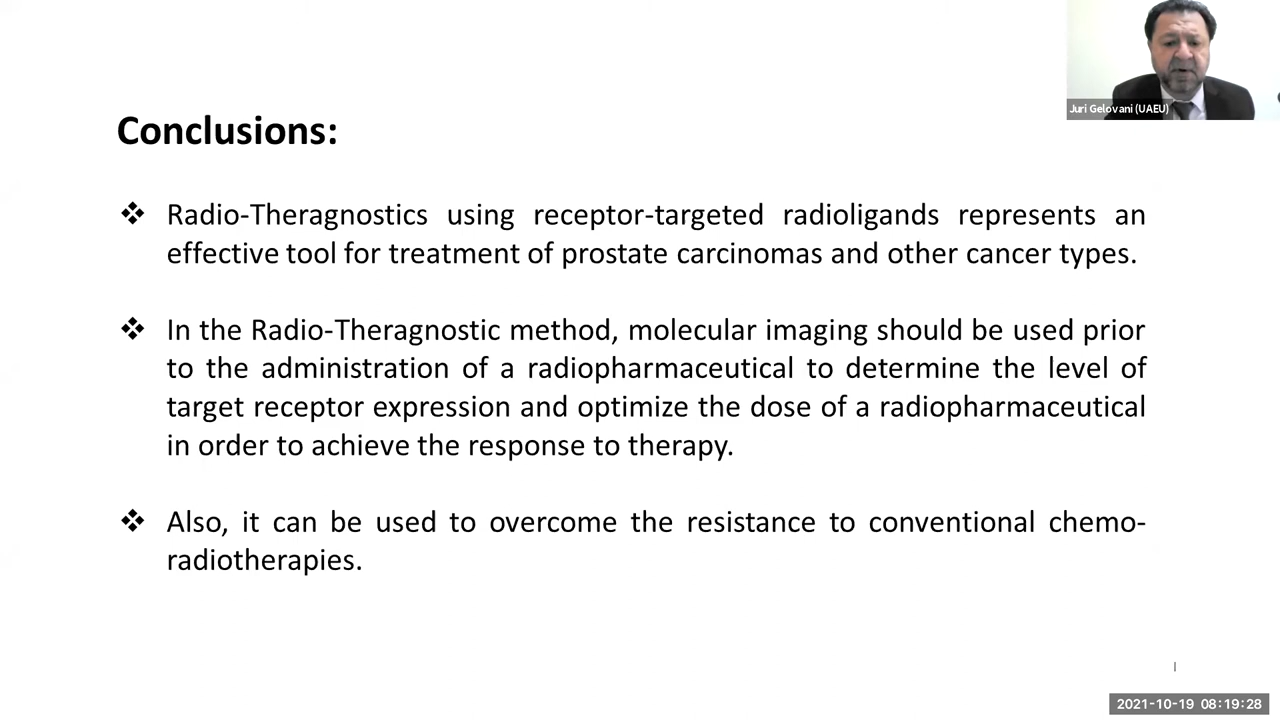 Juri Gelovani (UAEU)
Conclusions:
❖ Radio-Theragnostics using receptor-targeted radioligands represents an
effective tool for treatment of prostate carcinomas and other cancer types.
❖ In the Radio-Theragnostic method, molecular imaging should be used prior
to the administration of a radiopharmaceutical to determine the level of
target receptor expression and optimize the dose of a radiopharmaceutical
in order to achieve the response to therapy.
❖ Also, it can be used to overcome the resistance to conventional chemo-
radiotherapies.
2021-10-19 08:19:28